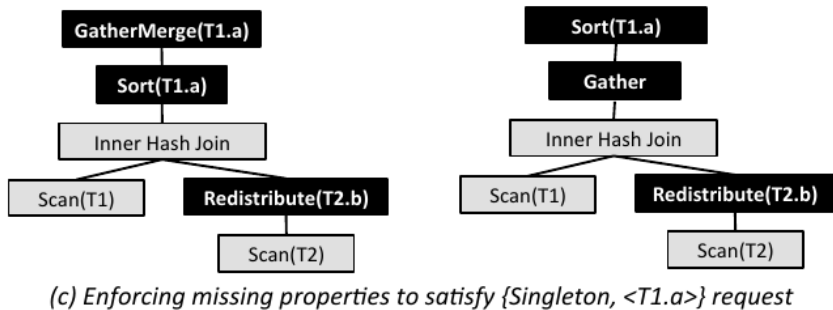 GatherMerge(T1.a)
Sort(T1.a)
Inner Hash Join
Scan(T1)
Redistribute(T2.b)
Scan(T2)
Sort(T1.a)
Gather
Inner Hash Join
Scan(T1)
Redistribute(T2.b)
Scan(T2)
(c) Enforcing missing properties to satisfy {Singleton, <T1.a>} request